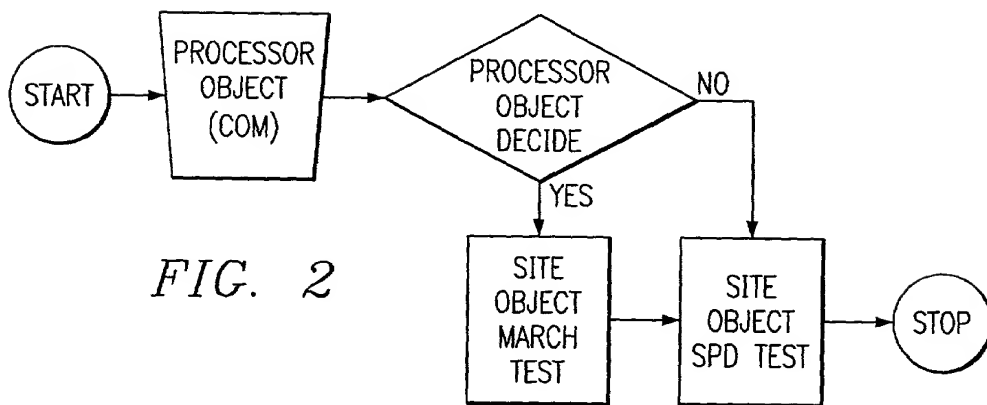 START
PROCESSOR
OBJECT
(COM)
PROCESSOR
OBJECT
DECIDE
NO
YES
SITE
OBJECT
MARCH
TEST
SITE
OBJECT
SPD TEST
STOP
FIG. 2